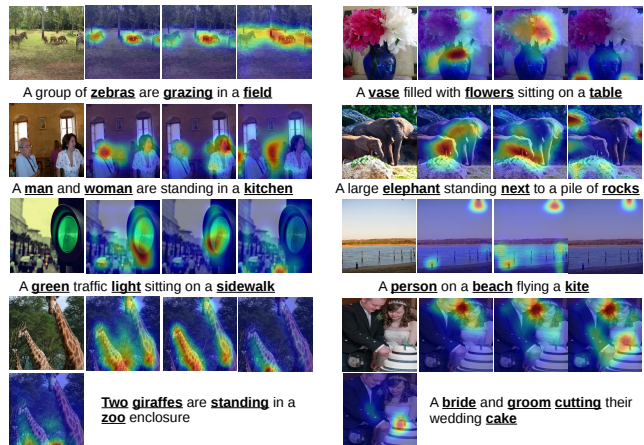 A group of zebras are grazing in a field
A vase filled with flowers sitting on a table
A man and woman are standing in a kitchen
A large elephant standing next to a pile of rocks
A green traffic light sitting on a sidewalk
A person on a beach flying a kite
Two giraffes are standing in a
zoo enclosure
A bride and groom cutting their
wedding cake